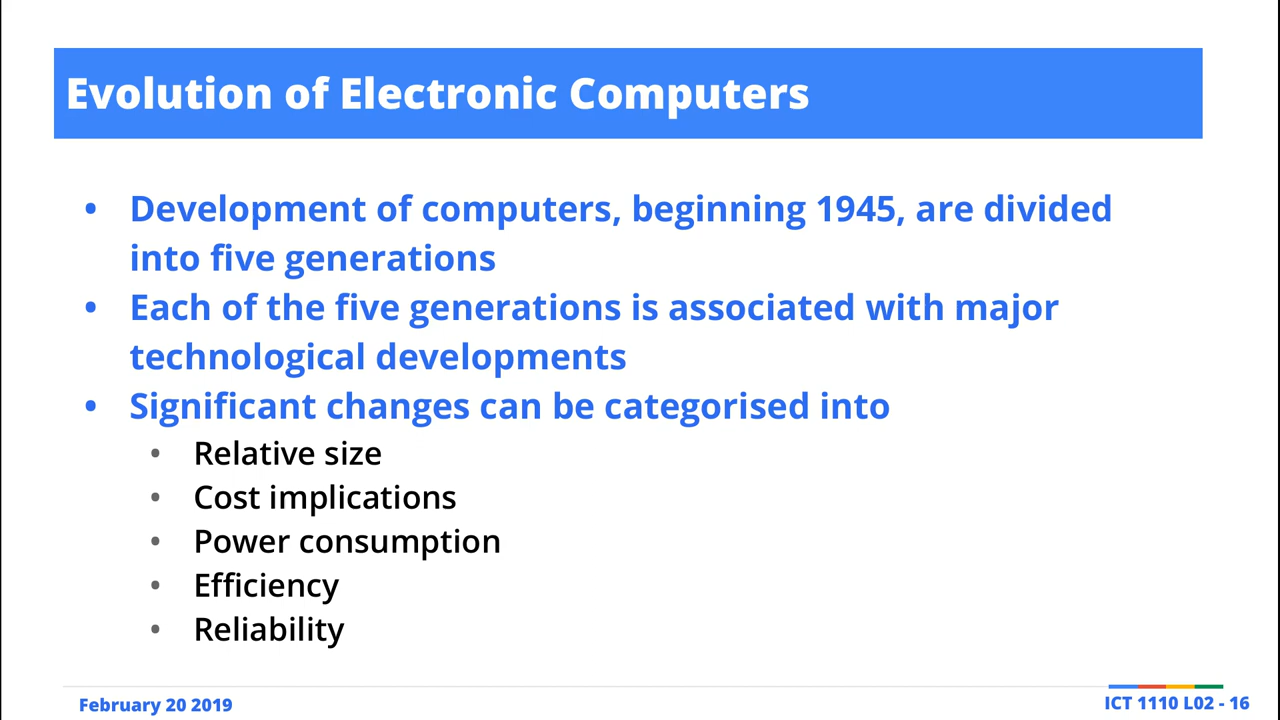 Evolution of Electronic Computers
• Development of computers, beginning 1945, are divided
into five generations
• Each of the five generations is associated with major
technological developments
• Significant changes can be categorised into
• Relative size
• Cost implications
• Power consumption
• Efficiency
• Reliability
February 20 2019
ICT 1110 L02 - 16